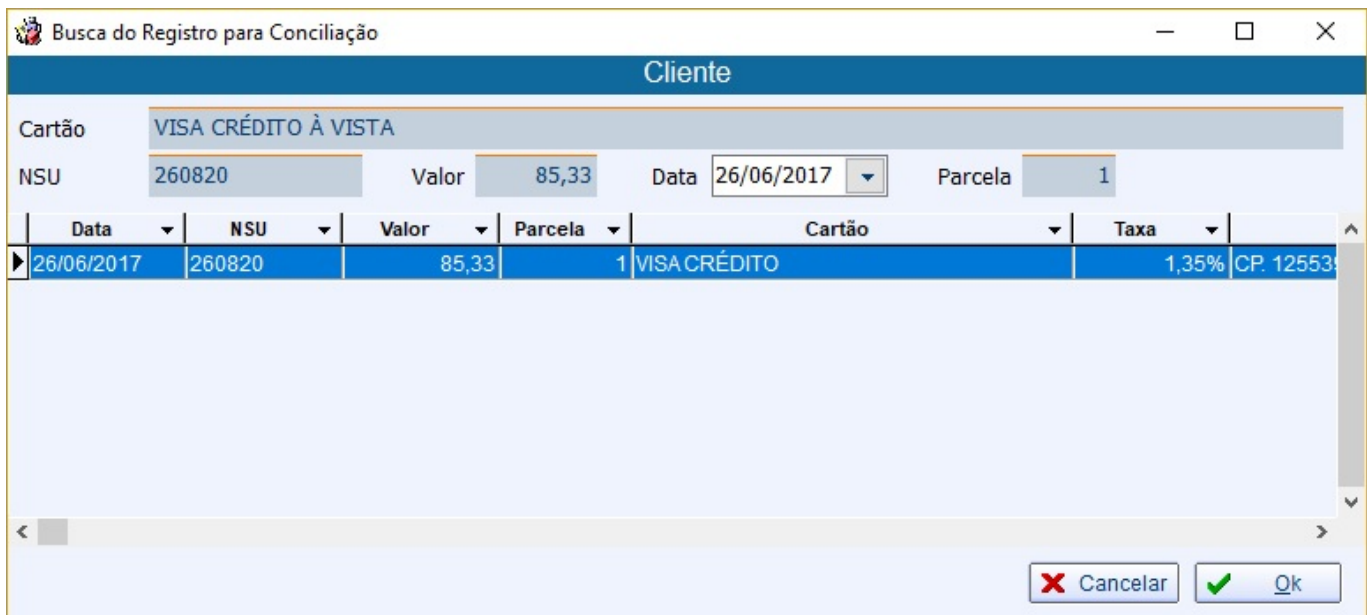 Busca do Registro para Conciliação
Cliente
Cartão VISA CRÉDITO À VISTA
NSU 260820 Valor 85,33 Data 26/06/2017 Parcela 1
Data NSU Valor Parcela Cartão Taxa
26/06/2017 260820 85,33 1 VISA CRÉDITO 1,35% CP. 12553
Cancelar Ok